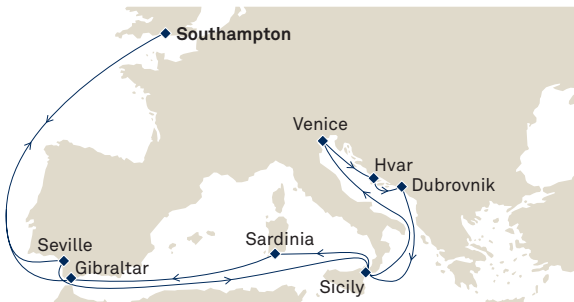 Southampton
Venice
Hvar
Dubrovnik
Seville
Sardinia
Gibraltar
Sicily